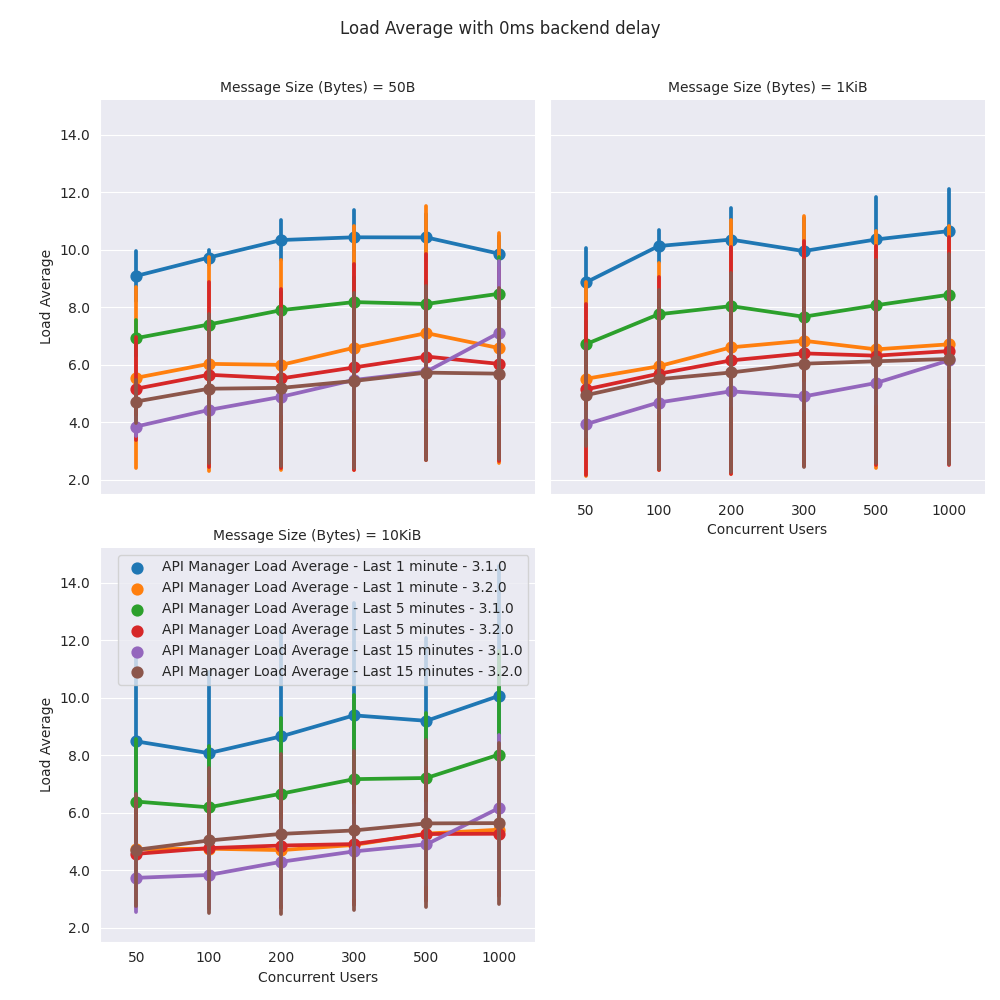 Load Average with 0ms backend delay
Message Size (Bytes) = 50B
Message Size (Bytes) = 1KiB
14.0
12.0
10.0
8.0
6.0
4.0
2.0
Load Average
50 100 200 300 500 1000
Concurrent Users
Message Size (Bytes) = 10KiB
API Manager Load Average - Last 1 minute - 3.1.0
API Manager Load Average - Last 1 minute - 3.2.0
API Manager Load Average - Last 5 minutes - 3.1.0
API Manager Load Average - Last 5 minutes - 3.2.0
API Manager Load Average - Last 15 minutes - 3.1.0
API Manager Load Average - Last 15 minutes - 3.2.0
14.0
12.0
10.0
8.0
6.0
4.0
2.0
Load Average
50 100 200 300 500 1000
Concurrent Users